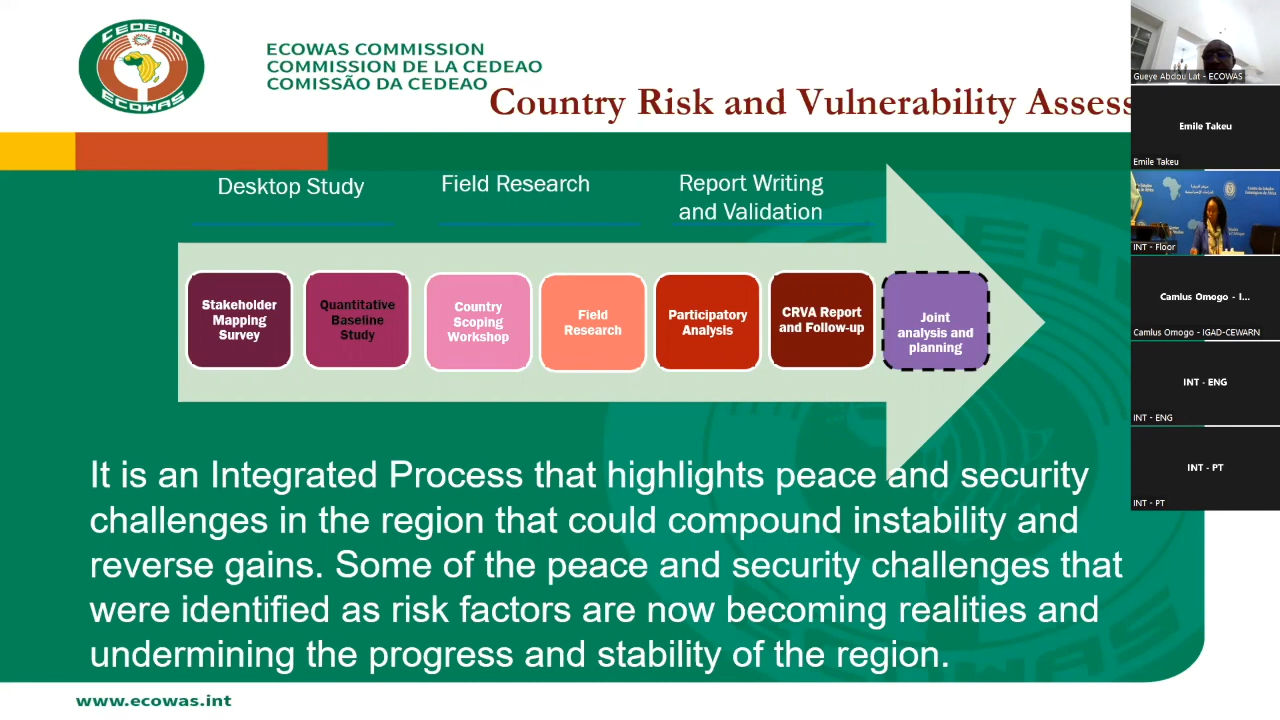 CEDEAO
ECOWAS
ECOWAS COMMISSION
COMMISSION DE LA CEDEAO
COMISSÃO DA CEDEAO
Country Risk and Vulnerability Assess
Desktop Study
Field Research
Report Writing
and Validation
Stakeholder
Mapping
Survey
Quantitative
Baseline
Study
Country
Scoping
Workshop
Field
Research
Participatory
Analysis
CRVA Report
and Follow-up
Joint
analysis and
planning
It is an Integrated Process that highlights peace and security
challenges in the region that could compound instability and
reverse gains. Some of the peace and security challenges that
were identified as risk factors are now becoming realities and
undermining the progress and stability of the region.
www.ecowas.int
Gueye Abdou Lat - ECOWAS
Emile Takeu
Emile Takeu
INT - Floor
Camlus Omogo - I...
Camlus Omogo - IGAD-CEWARN
INT - ENG
INT - ENG
INT - PT
INT - PT